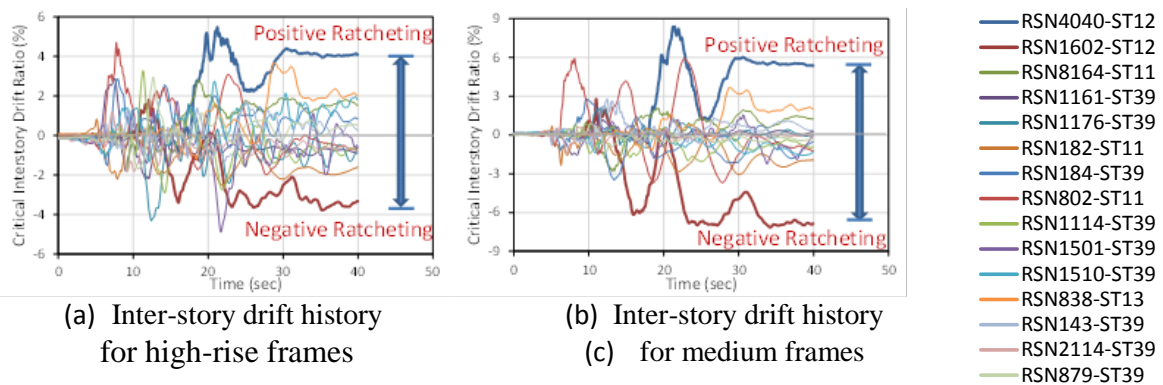 Critical Interstory Drift Ratio (%)
6
4
2
0
-2
-4
-6
Positive Ratcheting
Negative Ratcheting
0
10
20
30
40
50
Time (sec)
(a) Inter-story drift history
for high-rise frames
Critical Interstory Drift Ratio (%)
9
6
3
0
-3
-6
-9
Positive Ratcheting
Negative Ratcheting
0
10
20
30
40
50
Time (sec)
(b) Inter-story drift history
(c) for medium frames
RSN4040-ST12
RSN1602-ST12
RSN8164-ST11
RSN1161-ST39
RSN1176-ST39
RSN182-ST11
RSN184-ST39
RSN802-ST11
RSN1114-ST39
RSN1501-ST39
RSN1510-ST39
RSN838-ST13
RSN143-ST39
RSN2114-ST39
RSN879-ST39